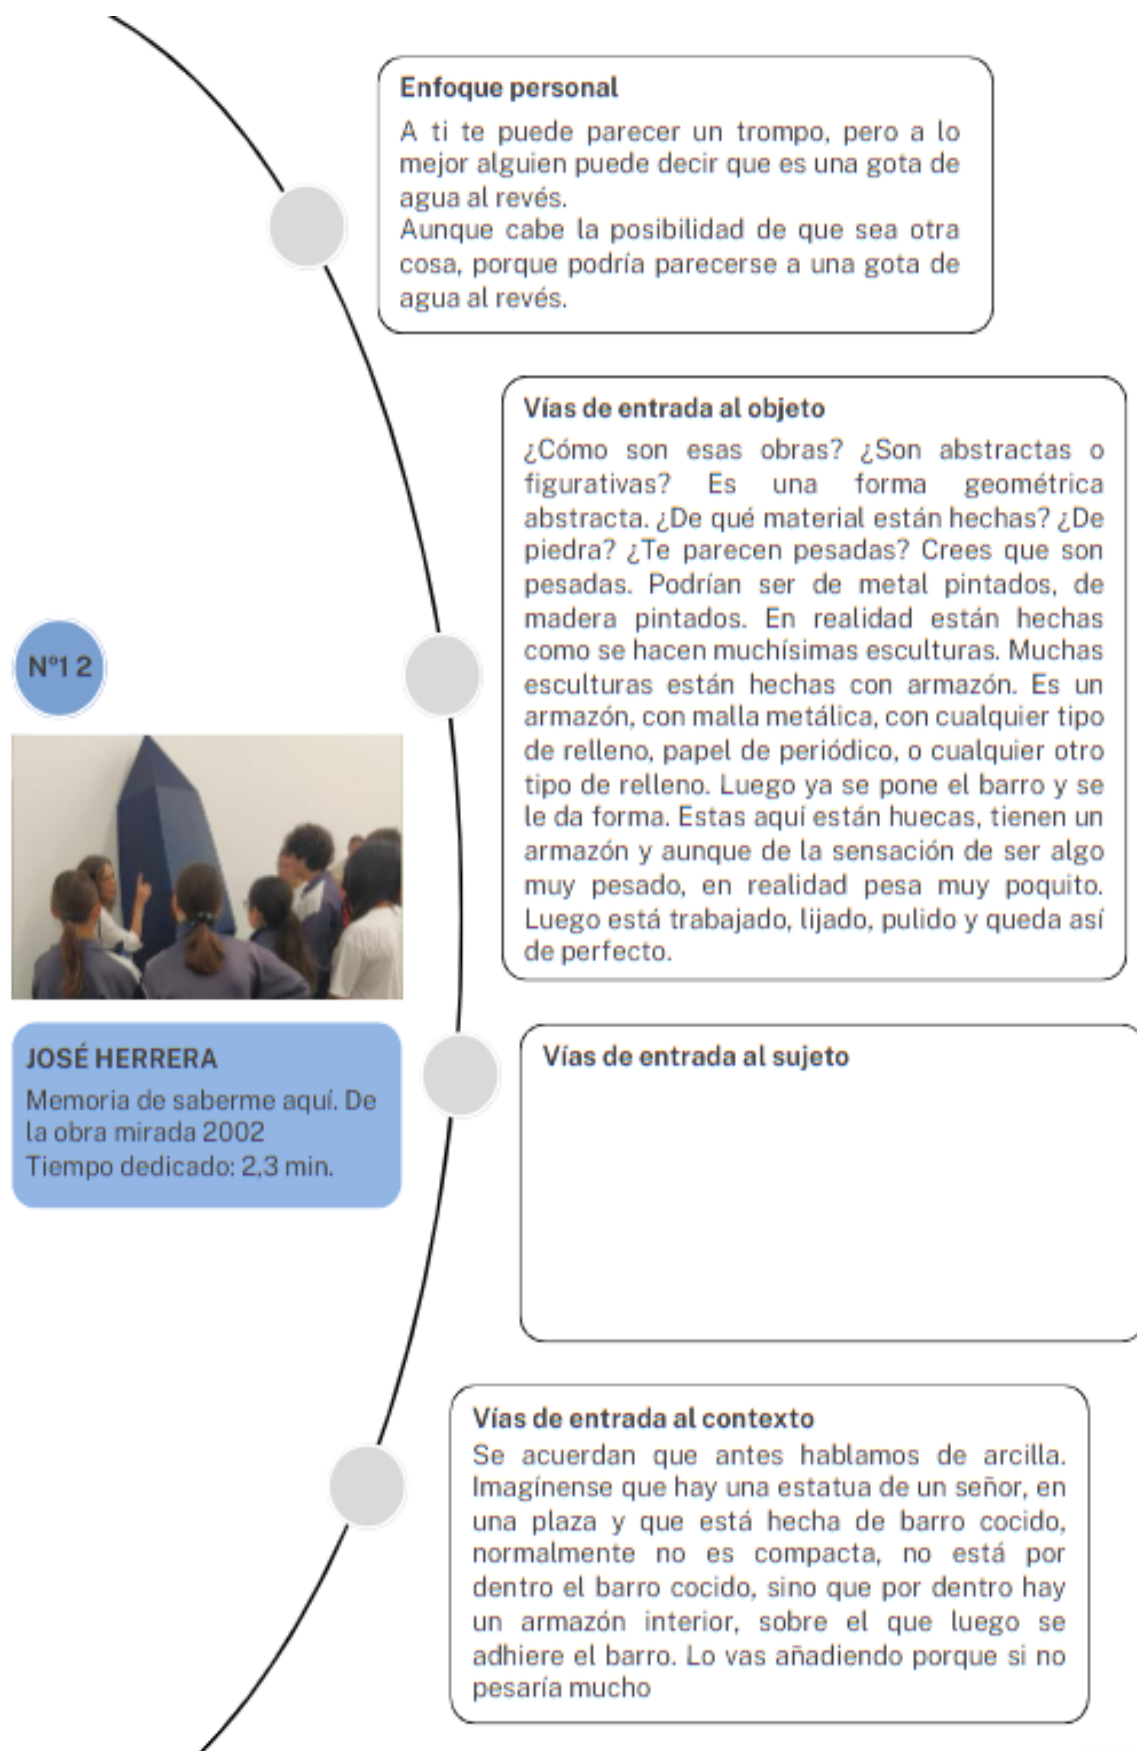 Enfoque personal
A ti te puede parecer un trompo, pero a lo
mejor alguien puede decir que es una gota de
agua al revés.
Aunque cabe la posibilidad de que sea otra
cosa, porque podría parecerse a una gota de
agua al revés.
Vías de entrada al objeto
¿Cómo son esas obras? ¿Son abstractas o
figurativas? Es una forma geométrica
abstracta. ¿De qué material están hechas? ¿De
piedra? ¿Te parecen pesadas? Crees que son
pesadas. Podrían ser de metal pintados, de
madera pintados. En realidad están hechas
como se hacen muchísimas esculturas. Muchas
esculturas están hechas con armazón. Es un
armazón, con malla metálica, con cualquier tipo
de relleno, papel de periódico, o cualquier otro
tipo de relleno. Luego ya se pone el barro y se
le da forma. Estas aquí están huecas, tienen un
armazón y aunque de la sensación de ser algo
muy pesado, en realidad pesa muy poquito.
Luego está trabajado, lijado, pulido y queda así
de perfecto.
Nº1 2
JOSÉ HERRERA
Memoria de saberme aquí. De
la obra mirada 2002
Tiempo dedicado: 2,3 min.
Vías de entrada al sujeto
Vías de entrada al contexto
Se acuerdan que antes hablamos de arcilla.
Imagínense que hay una estatua de un señor, en
una plaza y que está hecha de barro cocido,
normalmente no es compacta, no está por
dentro el barro cocido, sino que por dentro hay
un armazón interior, sobre el que luego se
adhiere el barro. Lo vas añadiendo porque si no
pesaría mucho